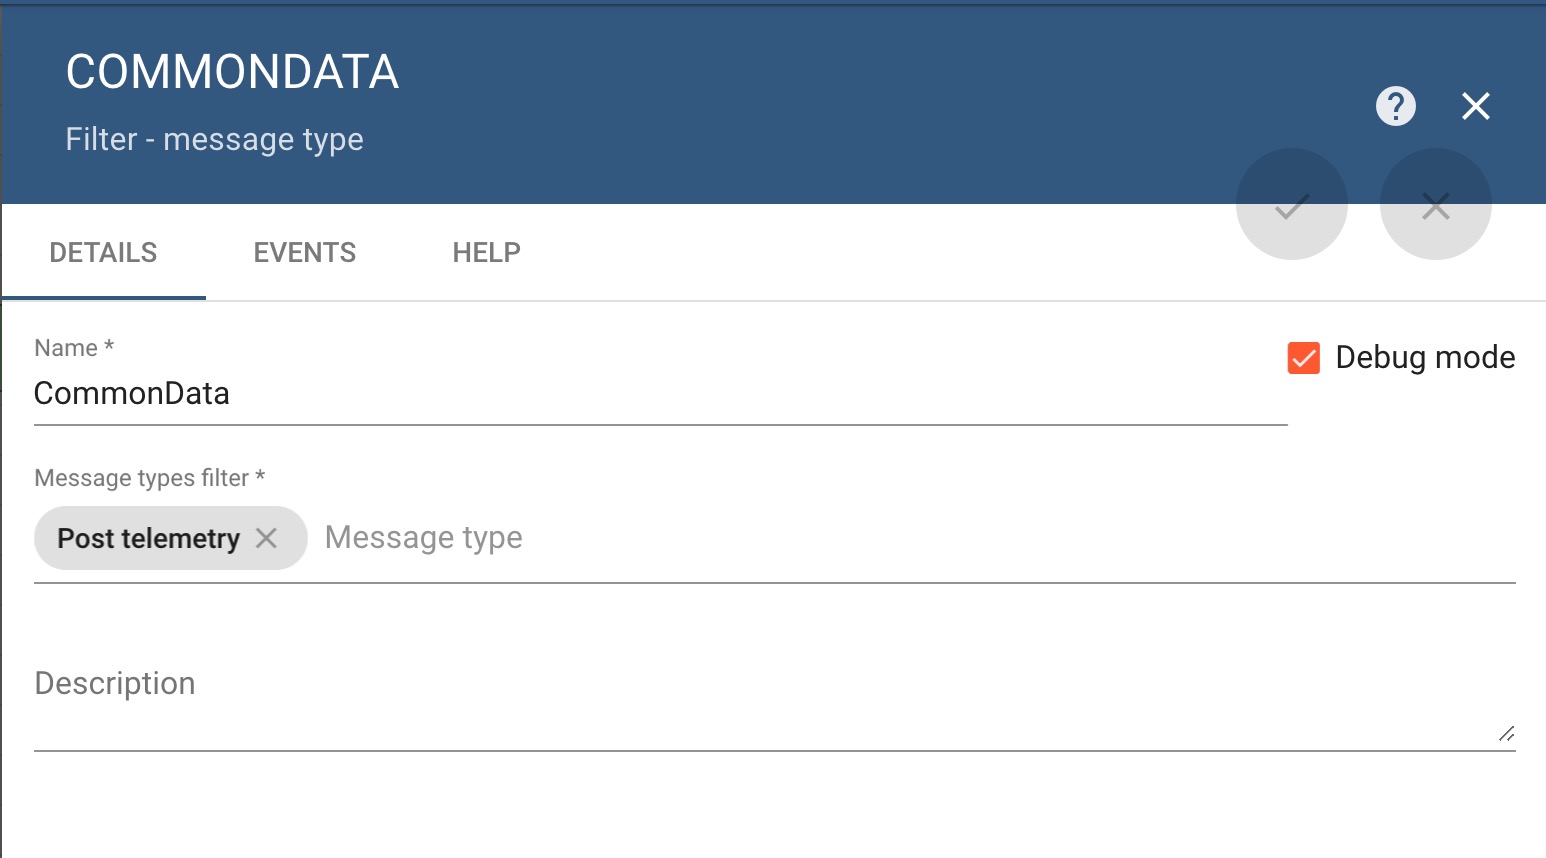 COMMONDATA
Filter - message type
DETAILS EVENTS HELP
Name *
CommonData
Debug mode
Message types filter *
Post telemetry Message type
Description